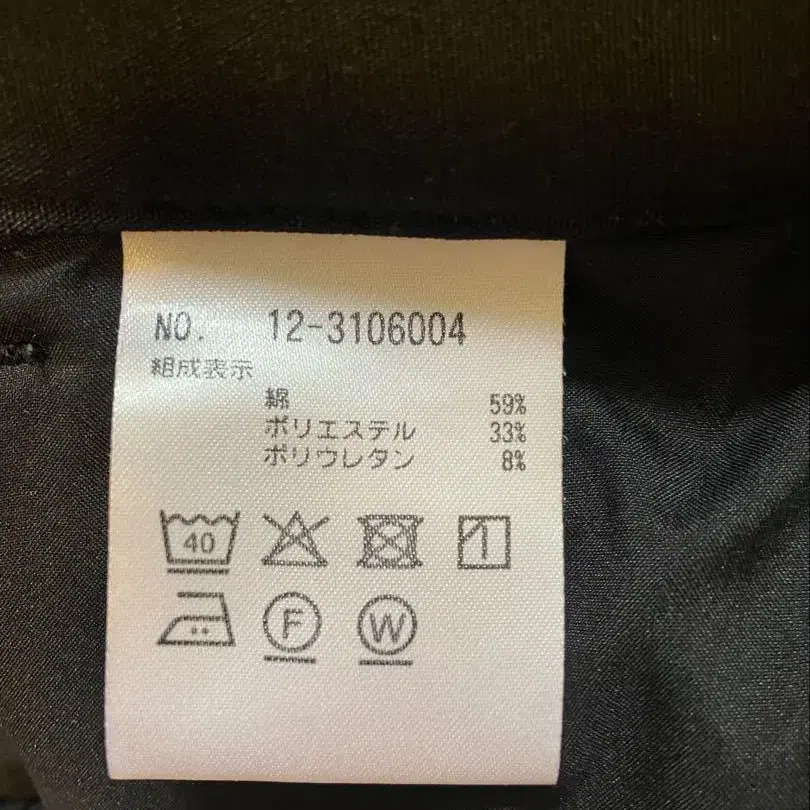 NO. 12-3106004
組成表示
綿 59%
ポリエステル 33%
ポリウレタン 8%
40
F W